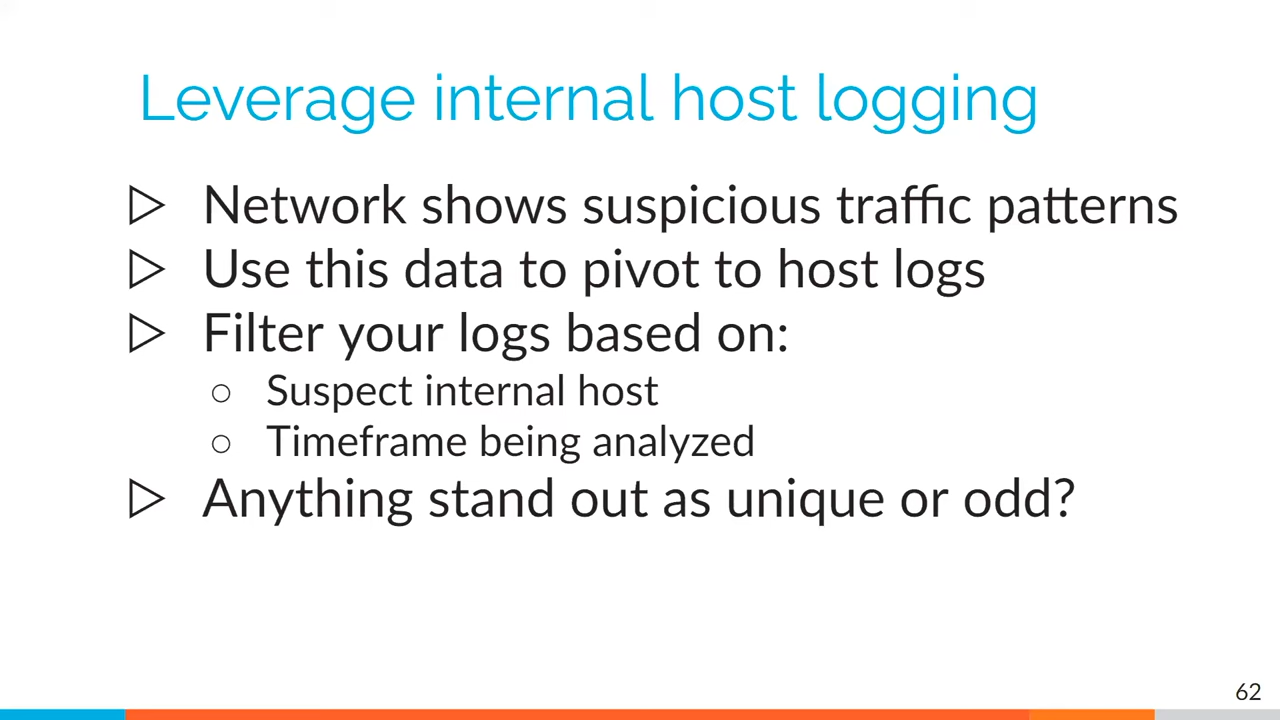 Leverage internal host logging
▷ Network shows suspicious traffic patterns
▷ Use this data to pivot to host logs
▷ Filter your logs based on:
○ Suspect internal host
○ Timeframe being analyzed
▷ Anything stand out as unique or odd?
62